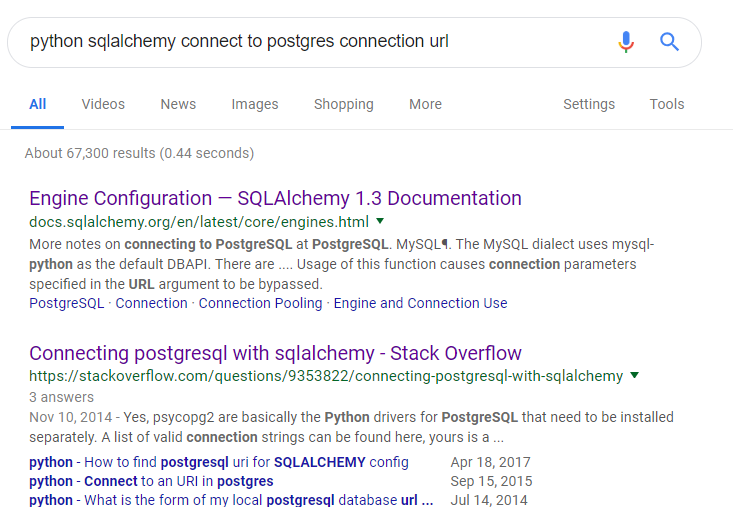 python sqlalchemy connect to postgres connection url
All Videos News Images Shopping More Settings Tools
About 67,300 results (0.44 seconds)
Engine Configuration — SQLAlchemy 1.3 Documentation
docs.sqlalchemy.org/en/latest/core/engines.html
More notes on connecting to PostgreSQL at PostgreSQL. MySQL¶. The MySQL dialect uses mysql-
python as the default DBAPI. There are .... Usage of this function causes connection parameters
specified in the URL argument to be bypassed.
PostgreSQL · Connection · Connection Pooling · Engine and Connection Use
Connecting postgresql with sqlalchemy - Stack Overflow
https://stackoverflow.com/questions/9353822/connecting-postgresql-with-sqlalchemy
3 answers
Nov 10, 2014 - Yes, psycopg2 are basically the Python drivers for PostgreSQL that need to be installed
separately. A list of valid connection strings can be found here, yours is a ...
python - How to find postgresql uri for SQLALCHEMY config Apr 18, 2017
python - Connect to an URI in postgres Sep 15, 2015
python - What is the form of my local postgresql database url ... Jul 14, 2014